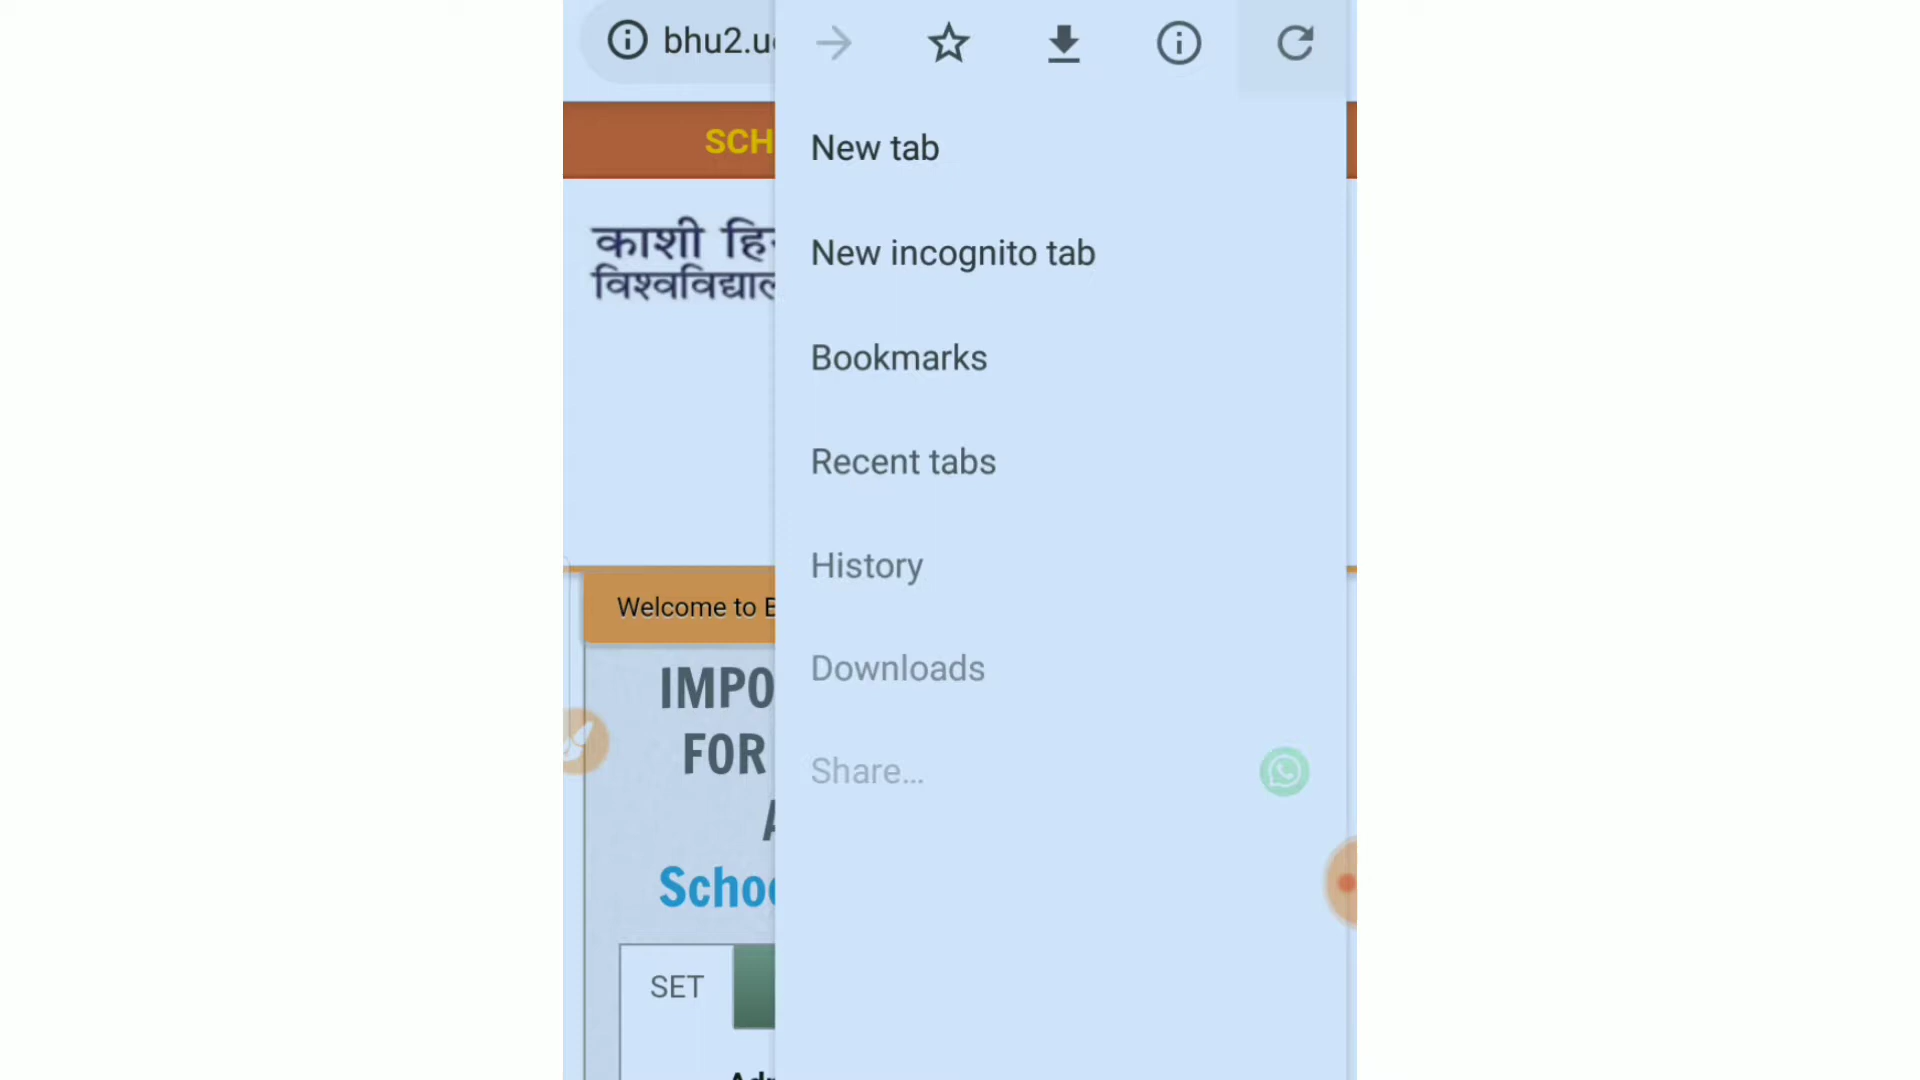 bhu2.u
SCH
काशी हि
विश्वविद्याल
Welcome to
IMPO
FOR
Schoo
SET
New tab
New incognito tab
Bookmarks
Recent tabs
History
Downloads
Share...